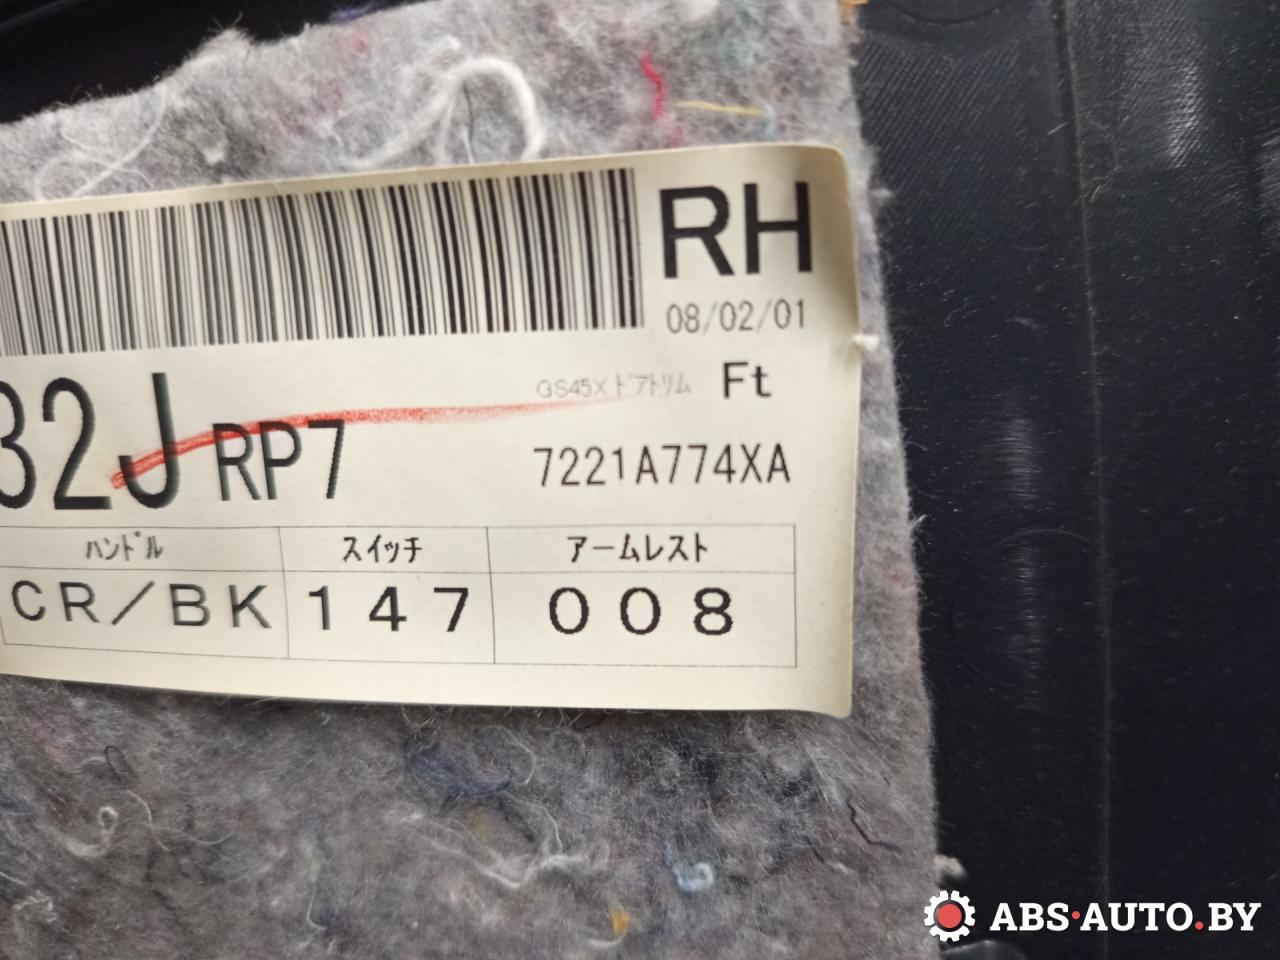 RH
08/02/01
GS45X ドアトリム Ft
32J RP7
7221A774XA
ハンドル スイッチ アームレスト
CR/BK 147 008
ABS·AUTO.BY